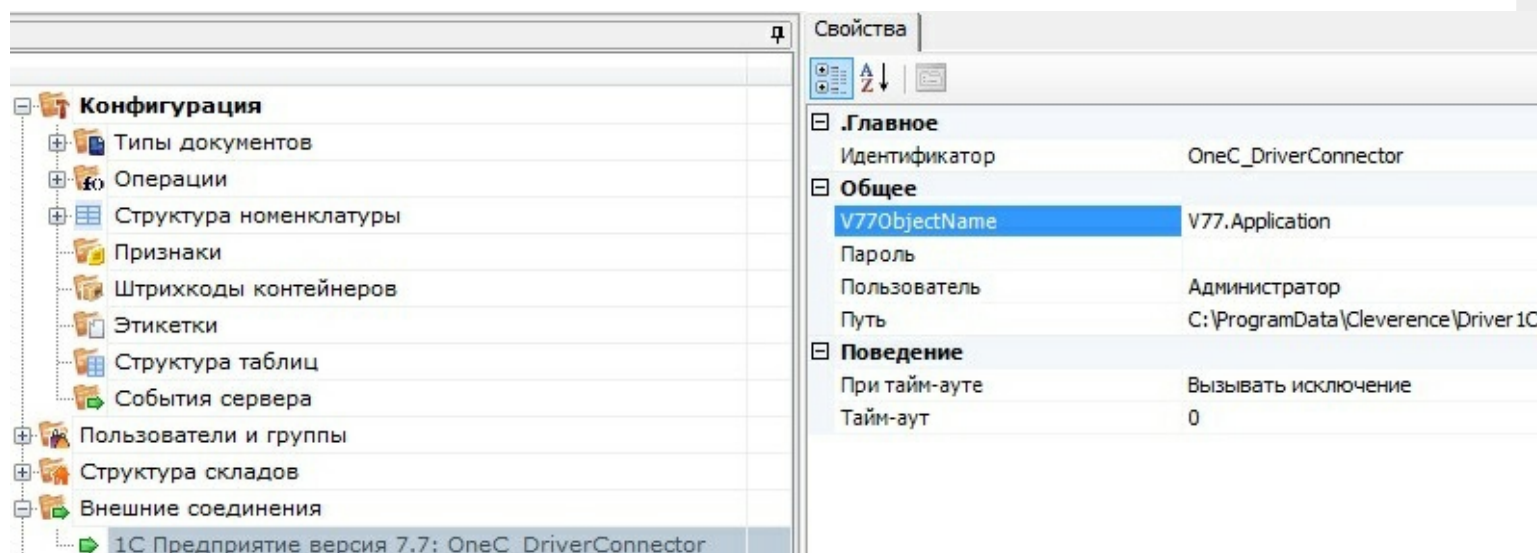 Свойства
Конфигурация
Типы документов
Операции
Структура номенклатуры
Признаки
Штрихкоды контейнеров
Этикетки
Структура таблиц
События сервера
Пользователи и группы
Структура складов
Внешние соединения
1С Предприятие версия 7.7: OneC_DriverConnector
.Главное
Идентификатор OneC_DriverConnector
Общее
V77ObjectName V77.Application
Пароль
Пользователь Администратор
Путь C:\ProgramData\Cleverence\Driver1C
Поведение
При тайм-ауте Вызывать исключение
Тайм-аут 0